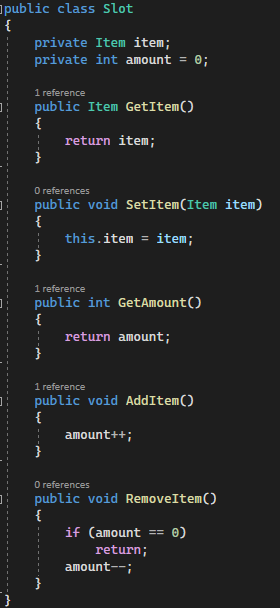 public class Slot
{
private Item item;
private int amount = 0;
1 reference
public Item GetItem()
{
return item;
}
0 references
public void SetItem(Item item)
{
this.item = item;
}
1 reference
public int GetAmount()
{
return amount;
}
1 reference
public void AddItem()
{
amount++;
}
0 references
public void RemoveItem()
{
if (amount == 0)
return;
amount--;
}
}